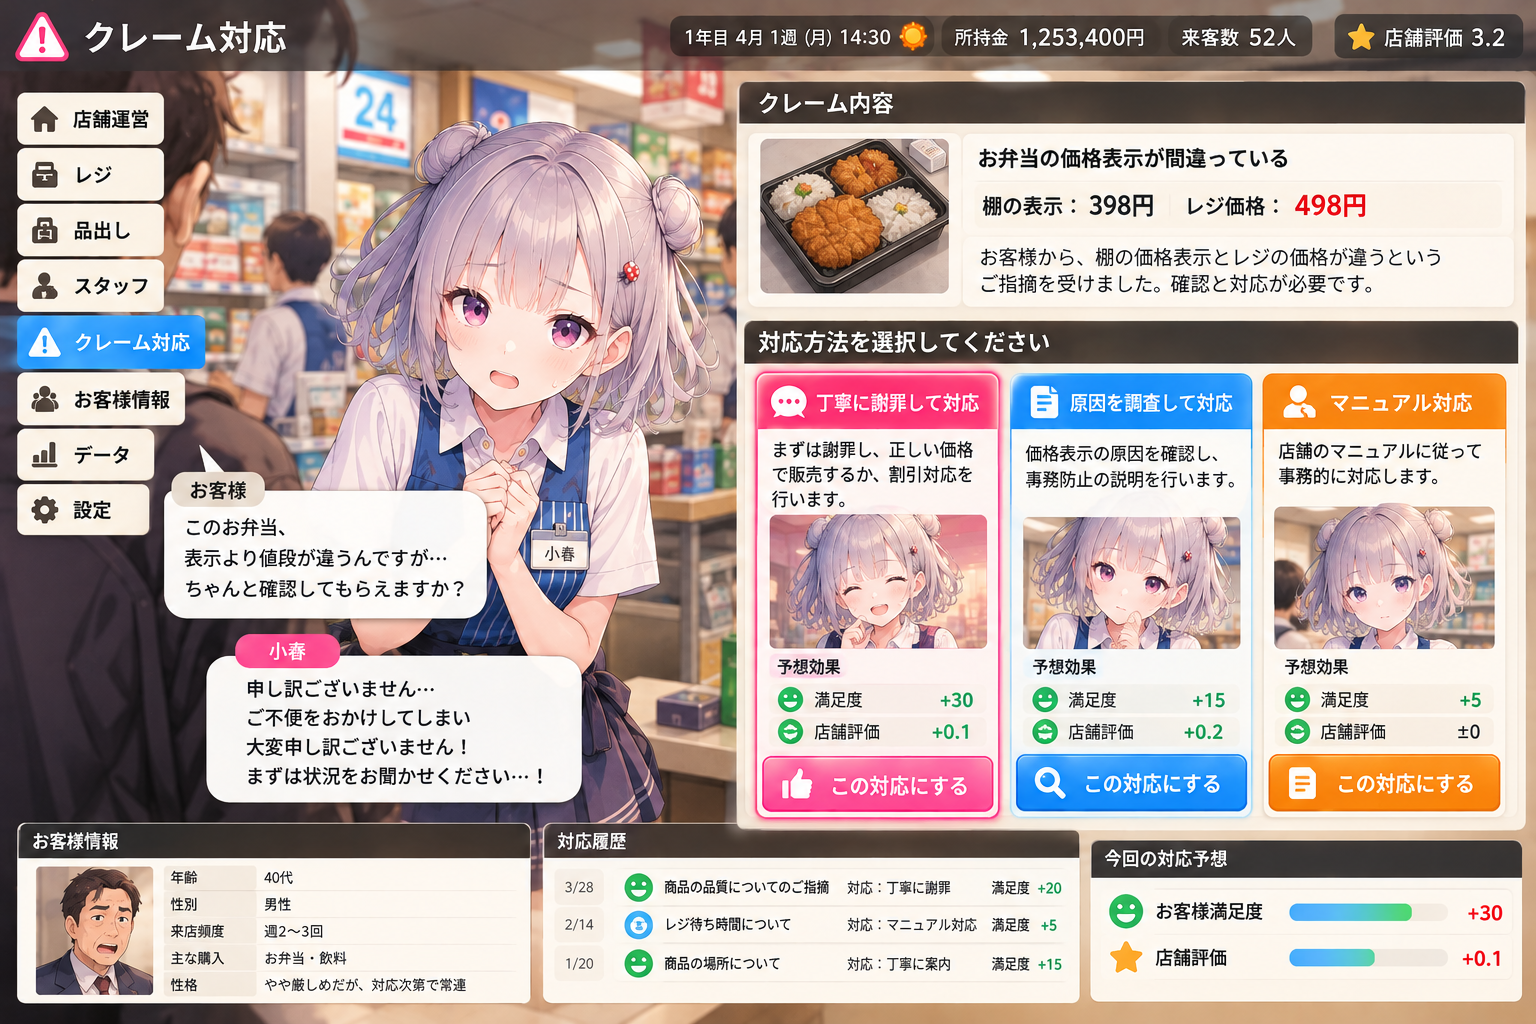 クレーム対応
1年目 4月 1週 (月) 14:30
所持金 1,253,400円
来客数 52人
店舗評価 3.2
店舗運営
レジ
品出し
スタッフ
クレーム対応
お客様情報
データ
設定
24
お客様
このお弁当、
表示より値段が違うんですが…
ちゃんと確認してもらえますか？
小春
小春
申し訳ございません…
ご不便をおかけしてしまい
大変申し訳ございません！
まずは状況をお聞かせください…！
クレーム内容
お弁当の価格表示が間違っている
棚の表示： 398円 レジ価格： 498円
お客様から、棚の価格表示とレジの価格が違うという
ご指摘を受けました。確認と対応が必要です。
対応方法を選択してください
丁寧に謝罪して対応
まずは謝罪し、正しい価格
で販売するか、割引対応を
行います。
予想効果
満足度 +30
店舗評価 +0.1
この対応にする
原因を調査して対応
価格表示の原因を確認し、
事務防止の説明を行います。
予想効果
満足度 +15
店舗評価 +0.2
この対応にする
マニュアル対応
店舗のマニュアルに従って
事務的に対応します。
予想効果
満足度 +5
店舗評価 ±0
この対応にする
お客様情報
年齢 40代
性別 男性
来店頻度 週2〜3回
主な購入 お弁当・飲料
性格 やや厳しめだが、対応次第で常連
対応履歴
3/28 商品の品質についてのご指摘 対応：丁寧に謝罪 満足度 +20
2/14 レジ待ち時間について 対応：マニュアル対応 満足度 +5
1/20 商品の場所について 対応：丁寧に案内 満足度 +15
今回の対応予想
お客様満足度 +30
店舗評価 +0.1